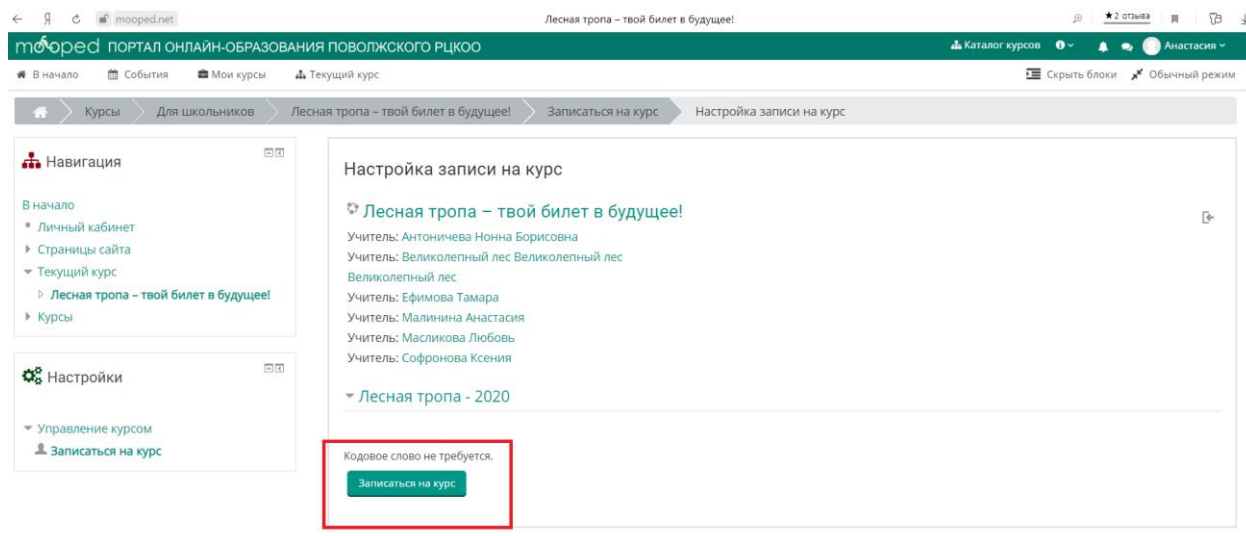 mooped.net
Лесная тропа – твой билет в будущее!
★2 отзыва
mooped ПОРТАЛ ОНЛАЙН-ОБРАЗОВАНИЯ ПОВОЛЖСКОГО РЦКОО
Каталог курсов
Анастасия
В начало
События
Мои курсы
Текущий курс
Скрыть блоки
Обычный режим
Курсы
Для школьников
Лесная тропа – твой билет в будущее!
Записаться на курс
Настройка записи на курс
Навигация
В начало
Личный кабинет
Страницы сайта
Текущий курс
Лесная тропа – твой билет в будущее!
Курсы
Настройки
Управление курсом
Записаться на курс
Настройка записи на курс
Лесная тропа – твой билет в будущее!
Учитель: Антоничева Нонна Борисовна
Учитель: Великолепный лес Великолепный лес
Великолепный лес
Учитель: Ефимова Тамара
Учитель: Малинина Анастасия
Учитель: Масликова Любовь
Учитель: Софронова Ксения
Лесная тропа - 2020
Кодовое слово не требуется.
Записаться на курс